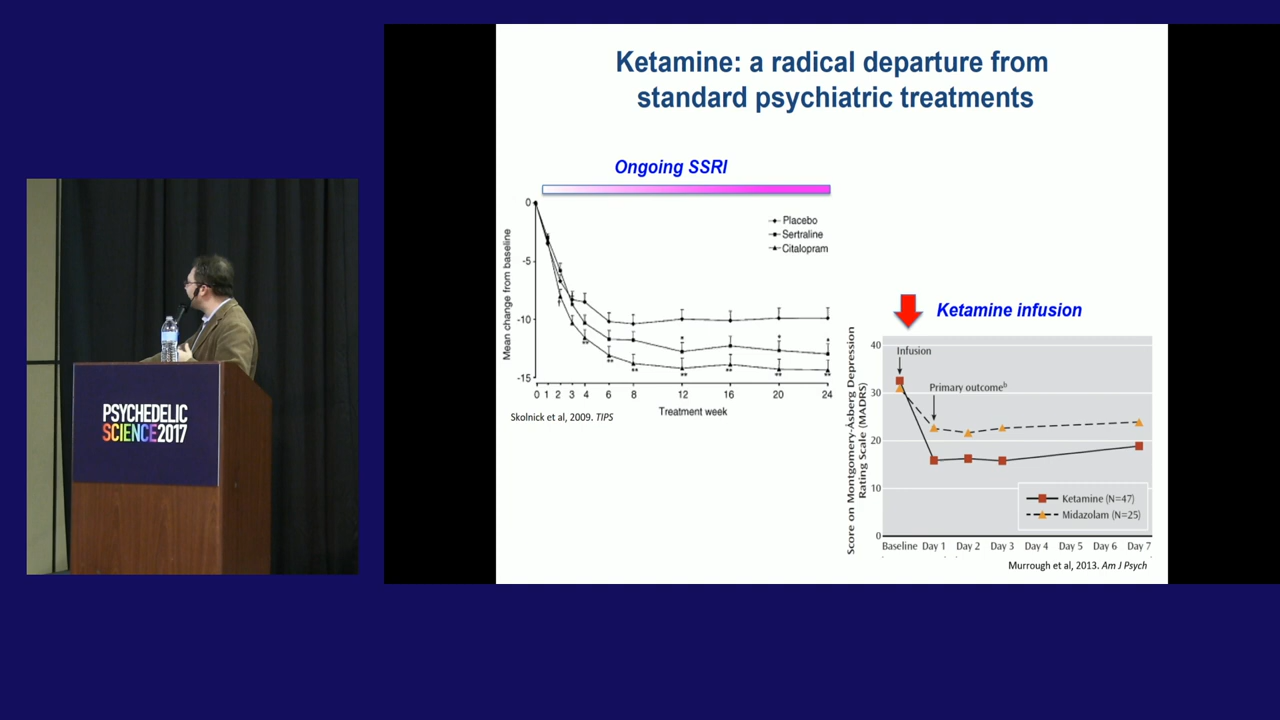 PSYCHEDELIC
SCIENCE2017
Ketamine: a radical departure from
standard psychiatric treatments
Ongoing SSRI
0
-5
-10
-15
Mean change from baseline
Placebo
Sertraline
Citalopram
0 1 2 3 4 6 8 12 16 20 24
Treatment week
Skolnick et al, 2009. TIPS
Ketamine infusion
Score on Montgomery-Åsberg Depression
Rating Scale (MADRS)
40
30
20
10
0
Infusion
Primary outcomeb
Ketamine (N=47)
Midazolam (N=25)
Baseline Day 1 Day 2 Day 3 Day 4 Day 5 Day 6 Day 7
Murrough et al, 2013. Am J Psych